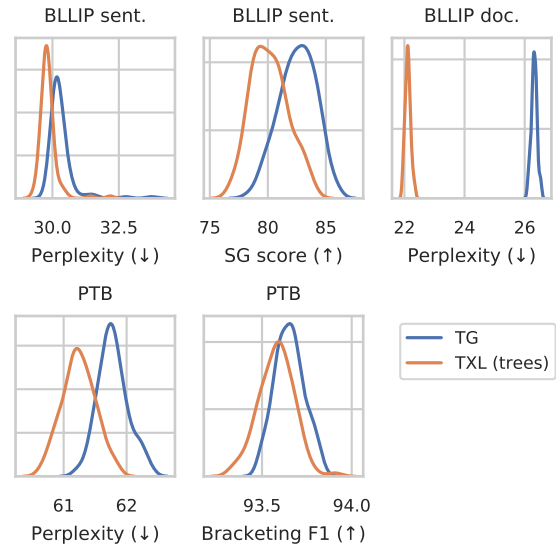 BLLIP sent.
BLLIP sent.
BLLIP doc.
30.0 32.5
75 80 85
22 24 26
Perplexity (↓)
SG score (↑)
Perplexity (↓)
PTB
PTB
TG
TXL (trees)
61 62
93.5 94.0
Perplexity (↓)
Bracketing F1 (↑)